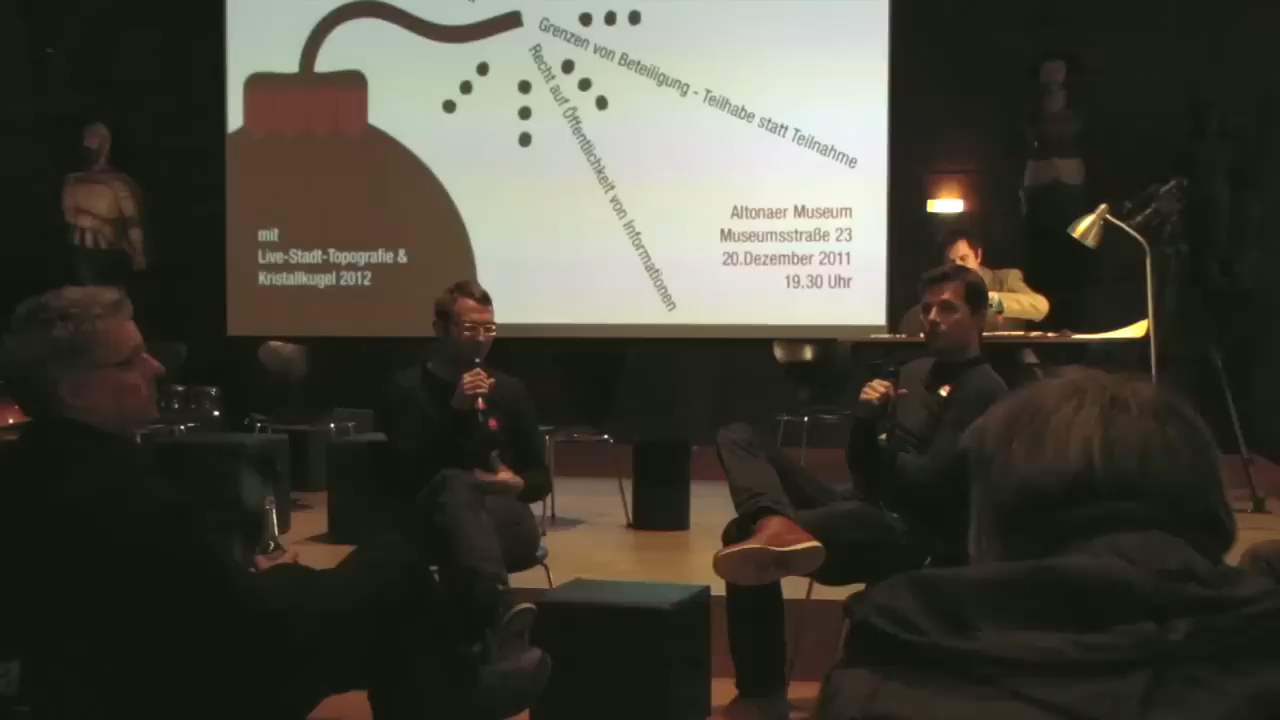 Grenzen von Beteiligung - Teilhabe statt Teilnahme
Recht auf Öffentlichkeit von Informationen
mit
Live-Stadt-Topografie &
Kristallkugel 2012
Altonaer Museum
Museumsstraße 23
20.Dezember 2011
19.30 Uhr